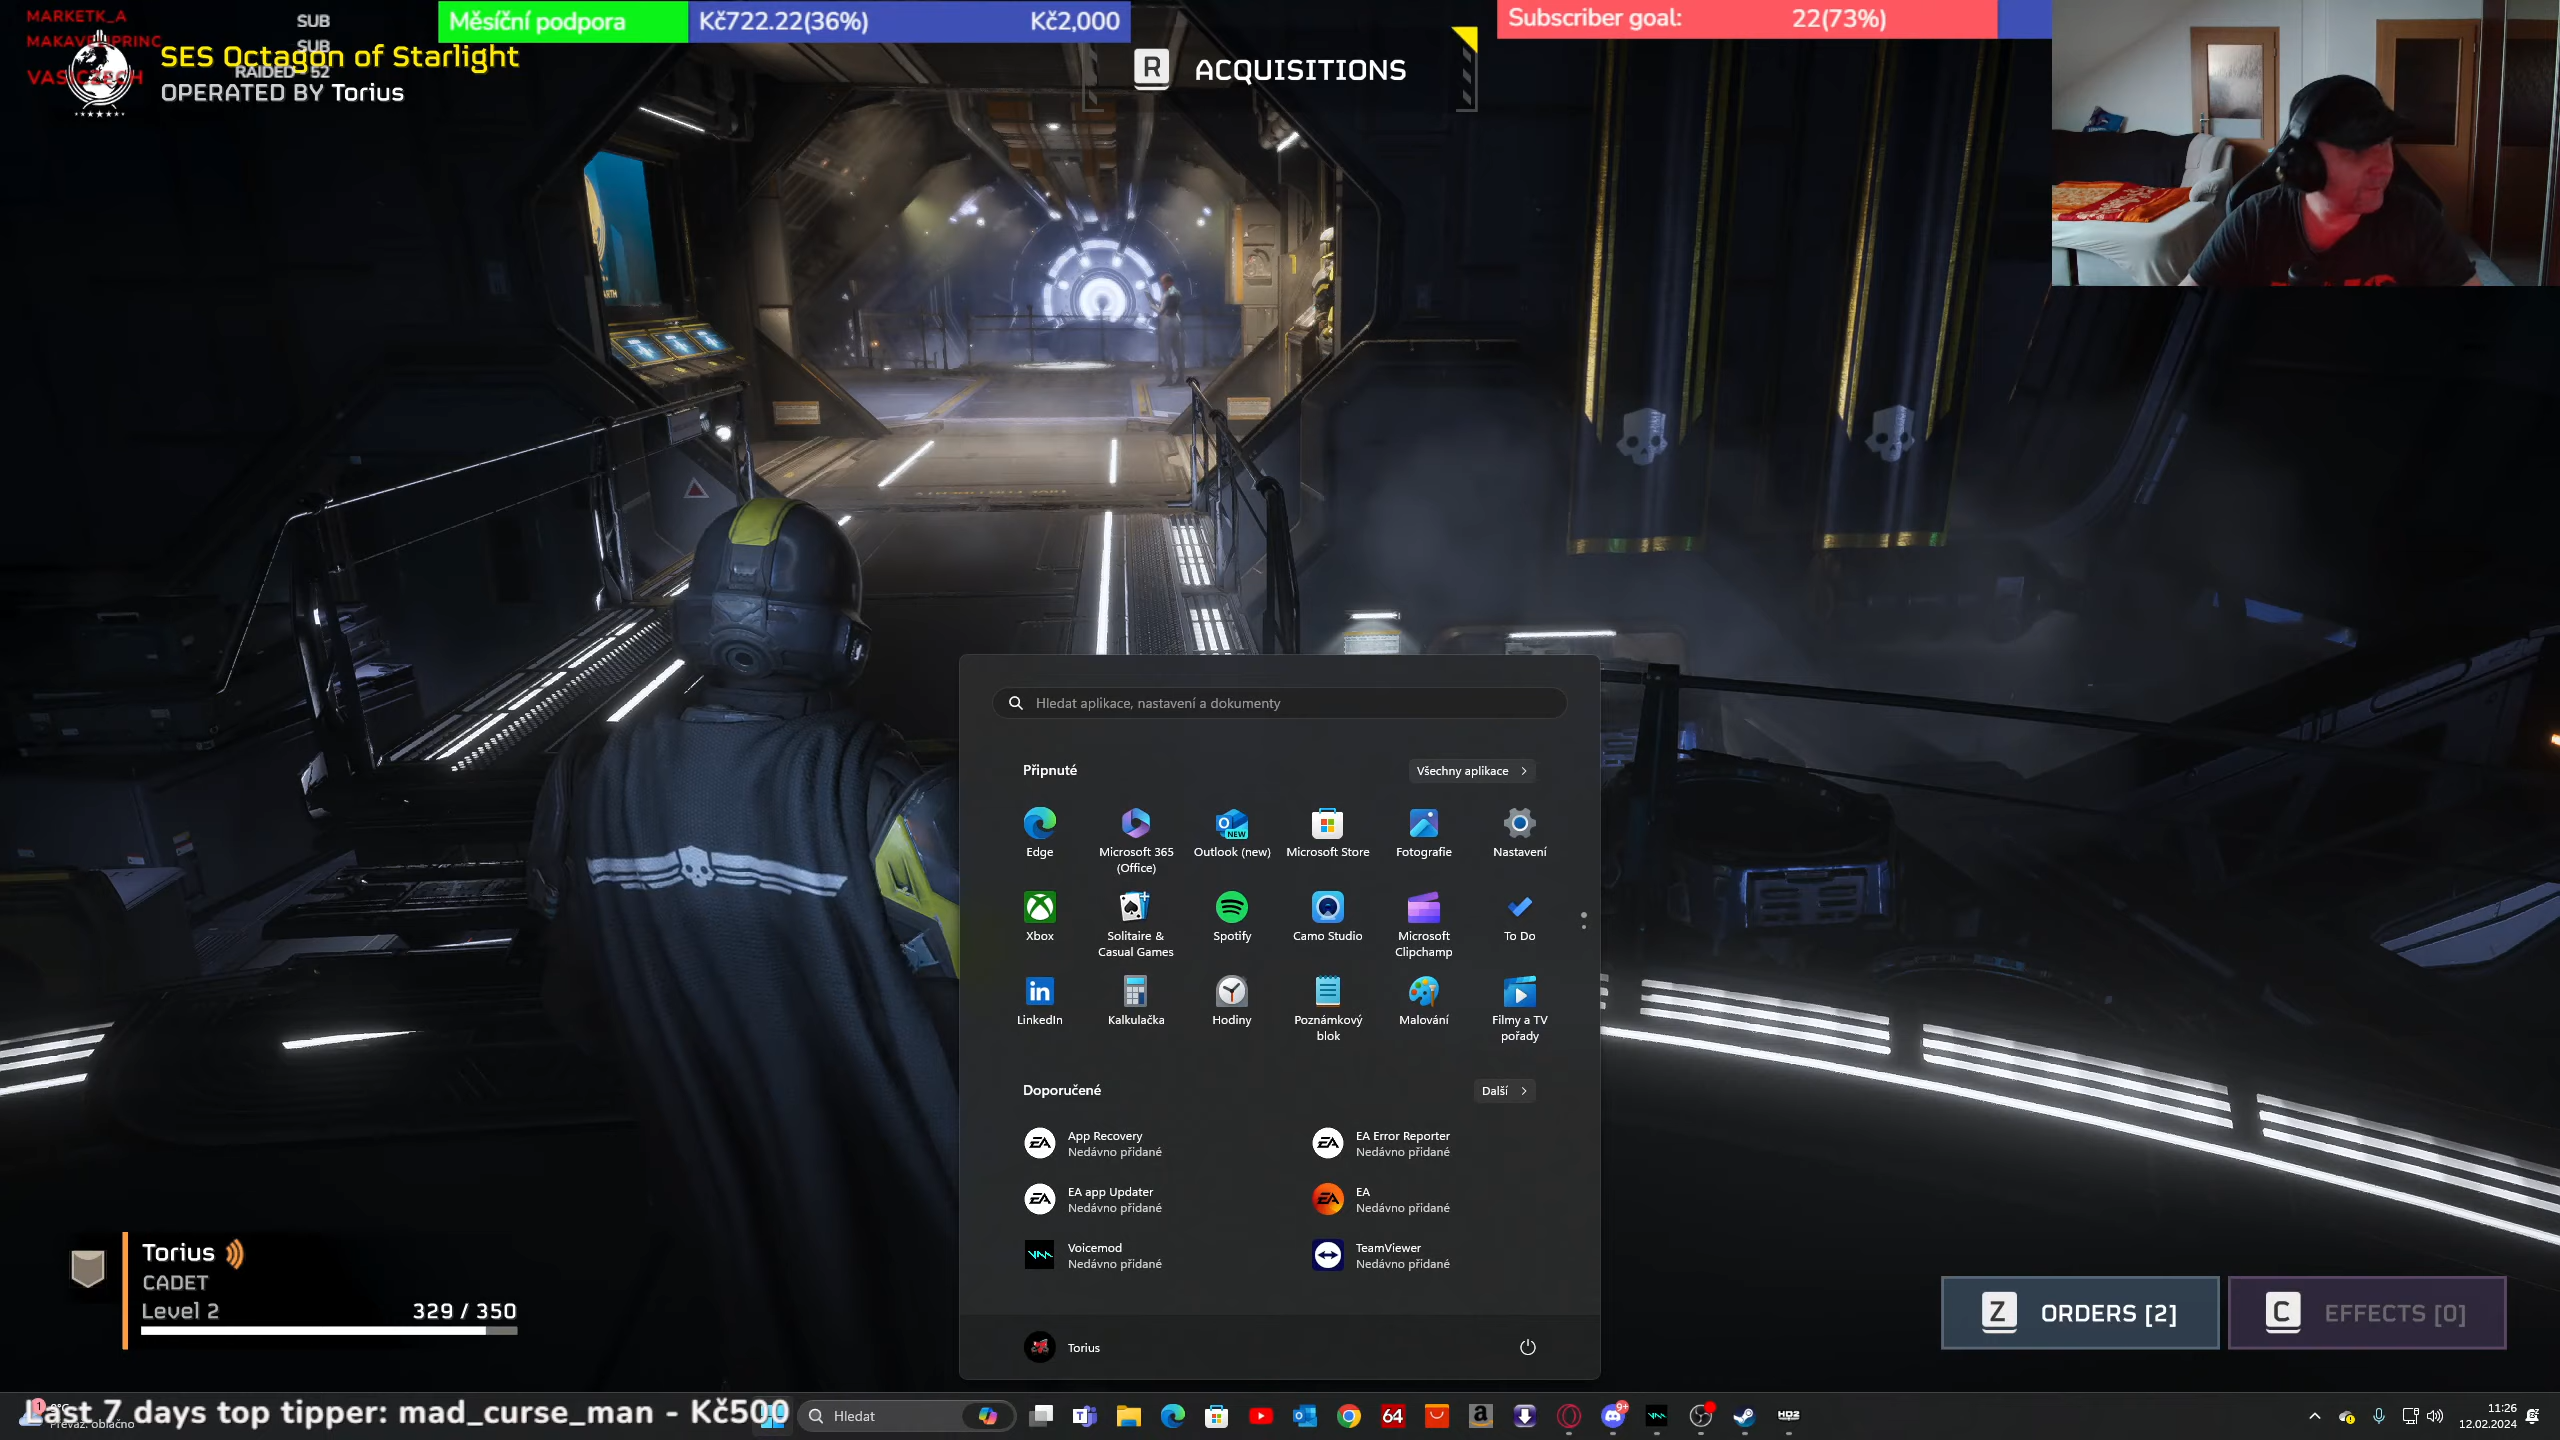 MARKETK_A SUB
SUB
RAIDED - 52
SES Octagon of Starlight
OPERATED BY Torius
Měsíční podpora Kč722.22(36%) Kč2,000
R ACQUISITIONS
Subscriber goal: 22(73%)
Hledat aplikace, nastavení a dokumenty
Připnuté Všechny aplikace
Edge Microsoft 365 (Office) Outlook (new) Microsoft Store Fotografie Nastavení
Xbox Solitaire & Casual Games Spotify Camo Studio Microsoft Clipchamp To Do
LinkedIn Kalkulačka Hodiny Poznámkový blok Malování Filmy a TV pořady
Doporučené Další
App Recovery EA Error Reporter
Nedávno přidané Nedávno přidané
EA app Updater EA
Nedávno přidané Nedávno přidané
Voicemod TeamViewer
Nedávno přidané Nedávno přidané
Torius
Torius
CADET
Level 2 329 / 350
Z ORDERS [2] C EFFECTS [0]
Last 7 days top tipper: mad_curse_man - Kč500
Hledat
64
9+
HD2
11:26
12.02.2024